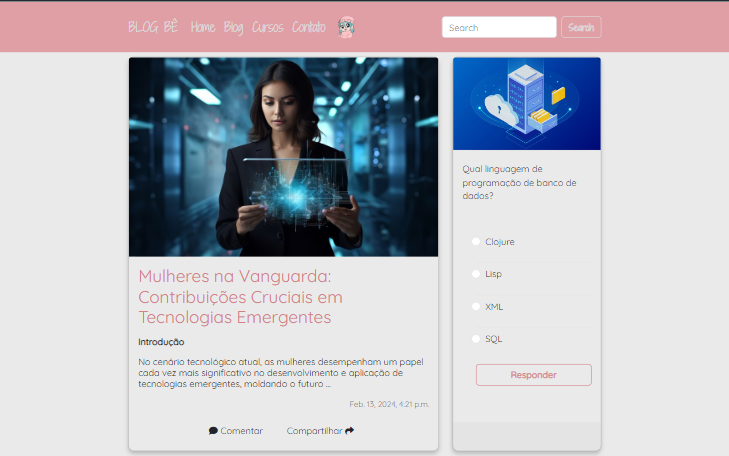 BLOG BÊ Home Blog Cursos Contato Search Search
Mulheres na Vanguarda:
Contribuições Cruciais em
Tecnologias Emergentes
Introdução
No cenário tecnológico atual, as mulheres desempenham um papel
cada vez mais significativo no desenvolvimento e aplicação de
tecnologias emergentes, moldando o futuro ...
Feb. 13, 2024, 4:21 p.m.
Comentar Compartilhar
Qual linguagem de
programação de banco de
dados?
Clojure
Lisp
XML
SQL
Responder